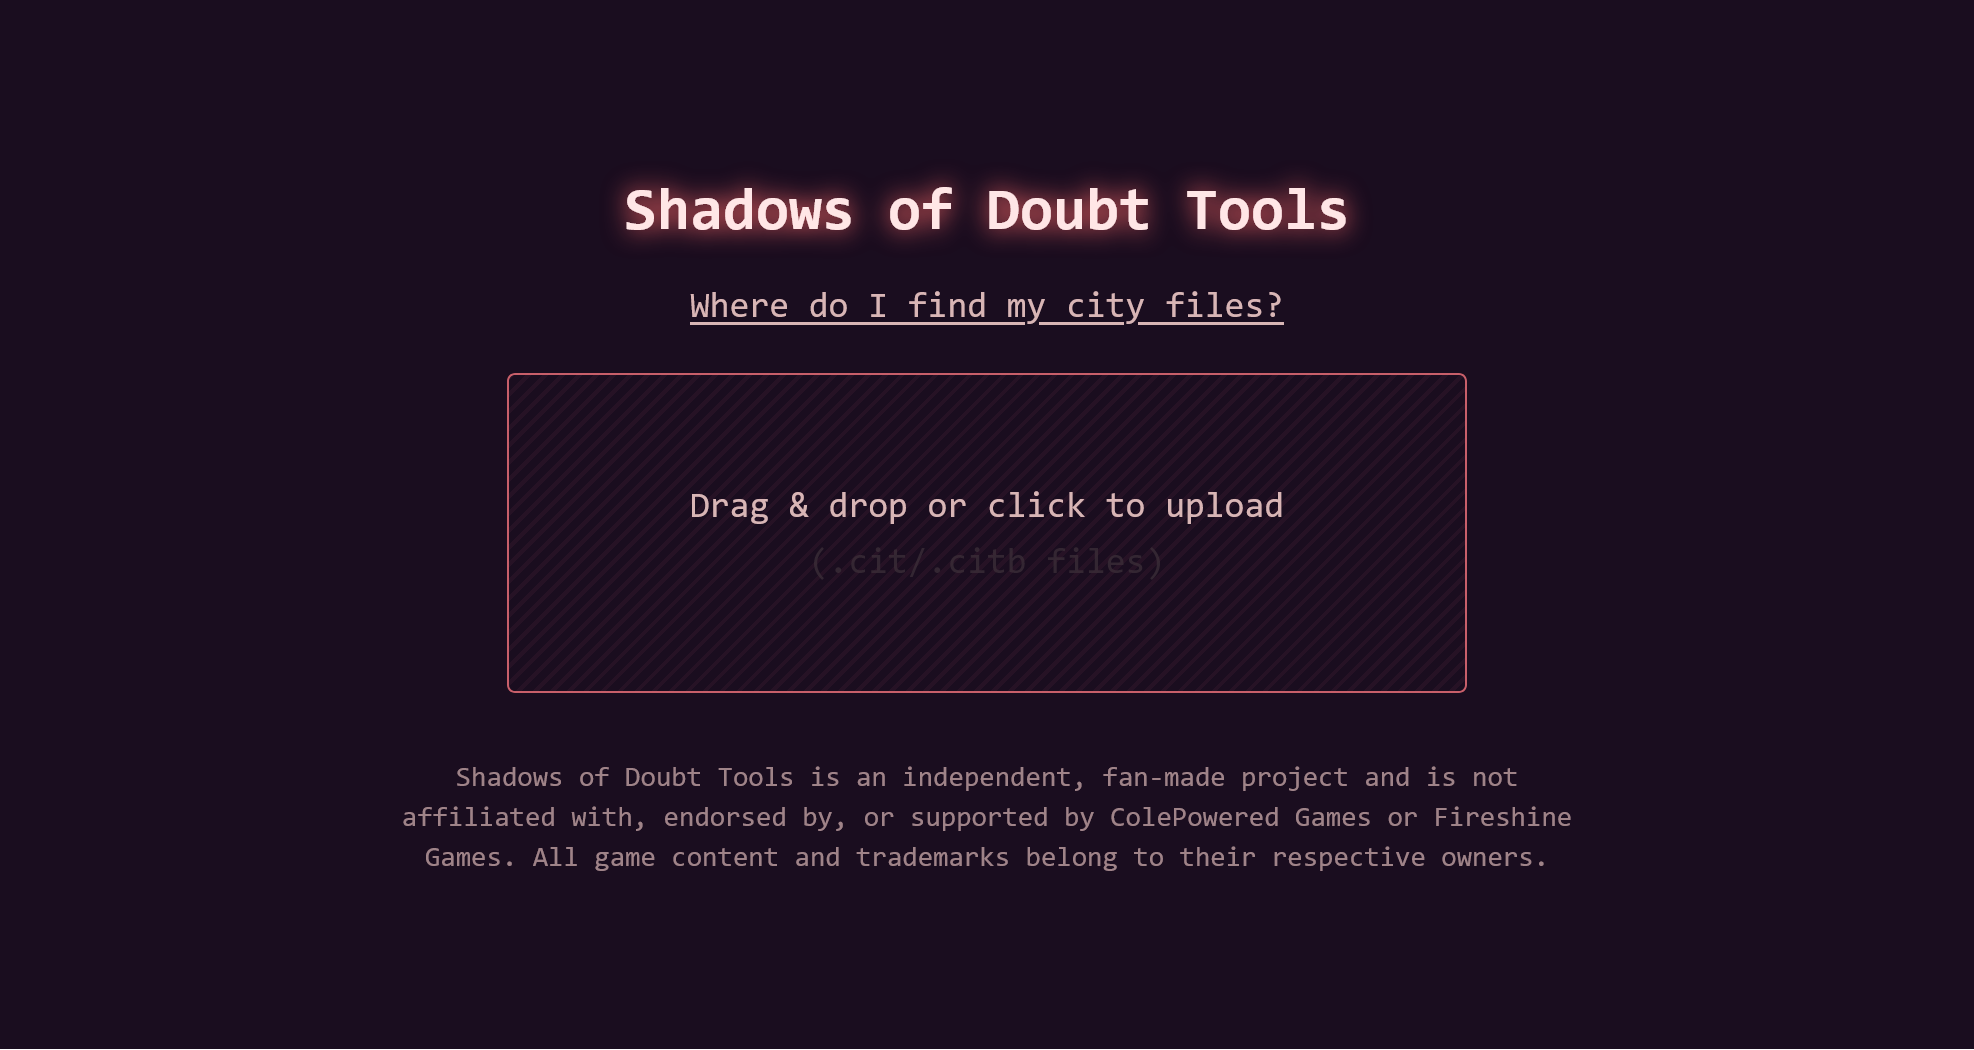 Shadows of Doubt Tools
Where do I find my city files?
Drag & drop or click to upload
(.cit/.citb files)
Shadows of Doubt Tools is an independent, fan-made project and is not
affiliated with, endorsed by, or supported by ColePowered Games or Fireshine
Games. All game content and trademarks belong to their respective owners.